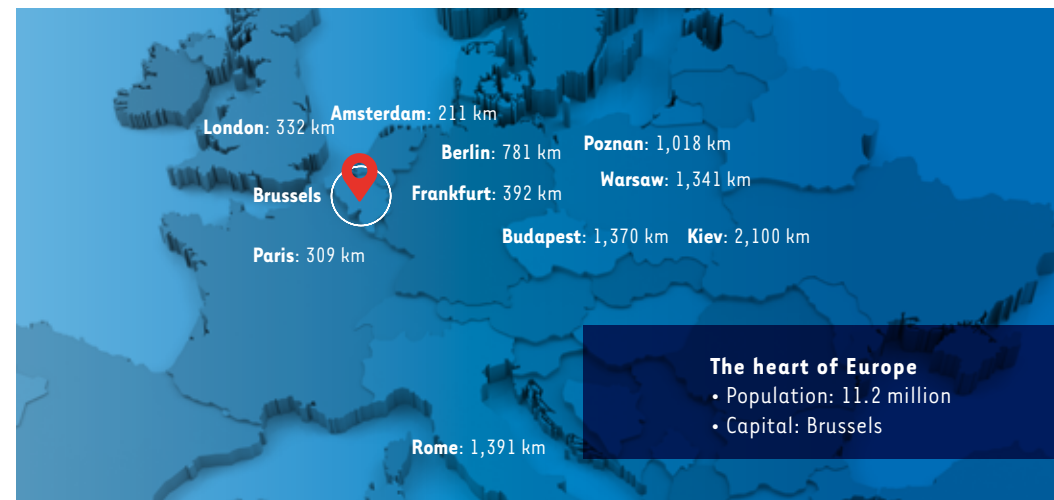 Amsterdam: 211 km
London: 332 km
Berlin: 781 km
Poznan: 1,018 km
Warsaw: 1,341 km
Brussels
Frankfurt: 392 km
Budapest: 1,370 km
Kiev: 2,100 km
Paris: 309 km
The heart of Europe
• Population: 11.2 million
• Capital: Brussels
Rome: 1,391 km